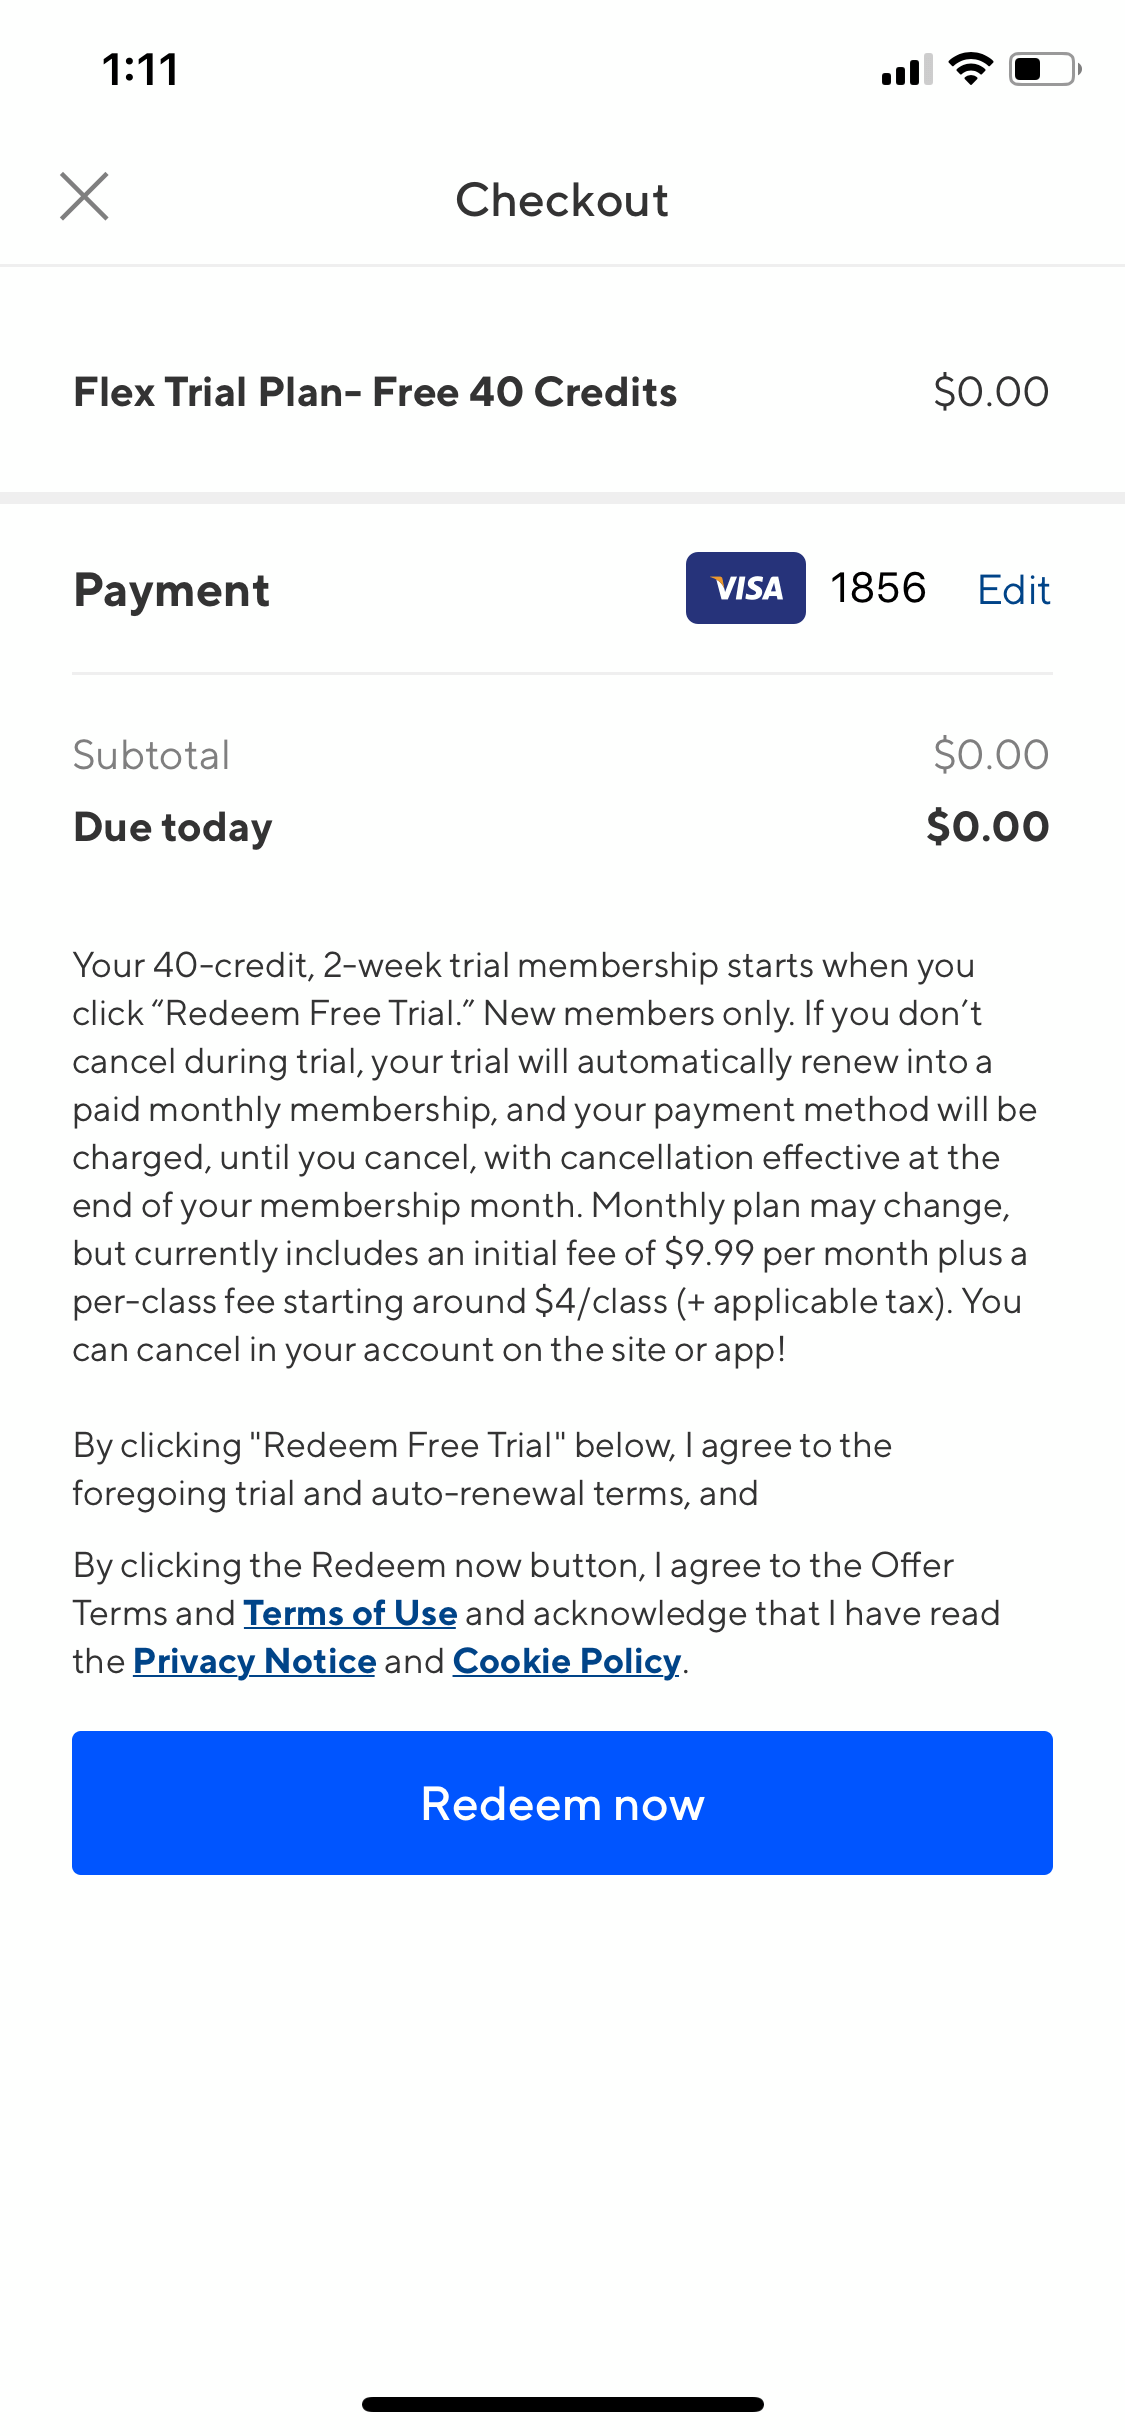 1:11
Checkout
Flex Trial Plan- Free 40 Credits $0.00
Payment VISA 1856 Edit
Subtotal $0.00
Due today $0.00
Your 40-credit, 2-week trial membership starts when you
click “Redeem Free Trial.” New members only. If you don’t
cancel during trial, your trial will automatically renew into a
paid monthly membership, and your payment method will be
charged, until you cancel, with cancellation effective at the
end of your membership month. Monthly plan may change,
but currently includes an initial fee of $9.99 per month plus a
per-class fee starting around $4/class (+ applicable tax). You
can cancel in your account on the site or app!
By clicking "Redeem Free Trial" below, I agree to the
foregoing trial and auto-renewal terms, and
By clicking the Redeem now button, I agree to the Offer
Terms and Terms of Use and acknowledge that I have read
the Privacy Notice and Cookie Policy.
Redeem now